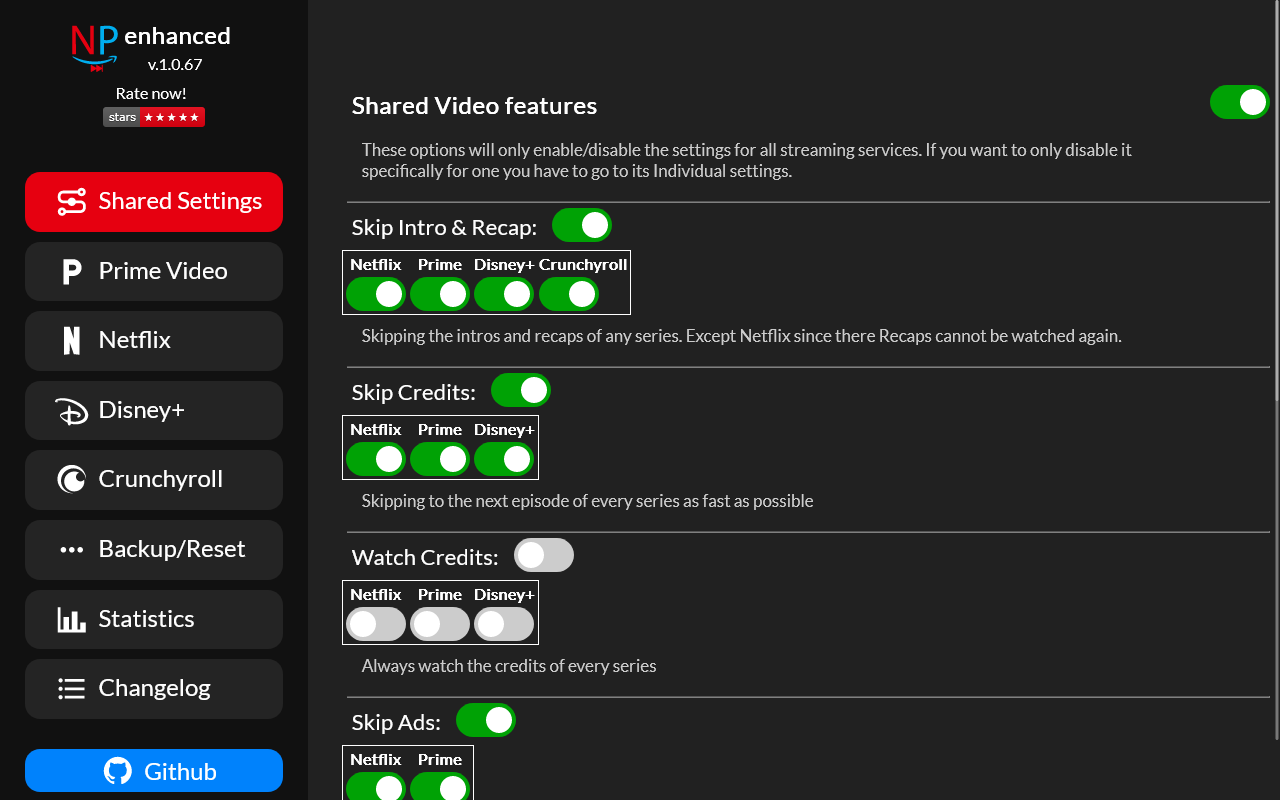 NP enhanced
v.1.0.67
Rate now!
stars ★★★★★
Shared Settings
Prime Video
Netflix
Disney+
Crunchyroll
Backup/Reset
Statistics
Changelog
Github
Shared Video features
These options will only enable/disable the settings for all streaming services. If you want to only disable it
specifically for one you have to go to its Individual settings.
Skip Intro & Recap:
Netflix Prime Disney+ Crunchyroll
Skipping the intros and recaps of any series. Except Netflix since there Recaps cannot be watched again.
Skip Credits:
Netflix Prime Disney+
Skipping to the next episode of every series as fast as possible
Watch Credits:
Netflix Prime Disney+
Always watch the credits of every series
Skip Ads:
Netflix Prime